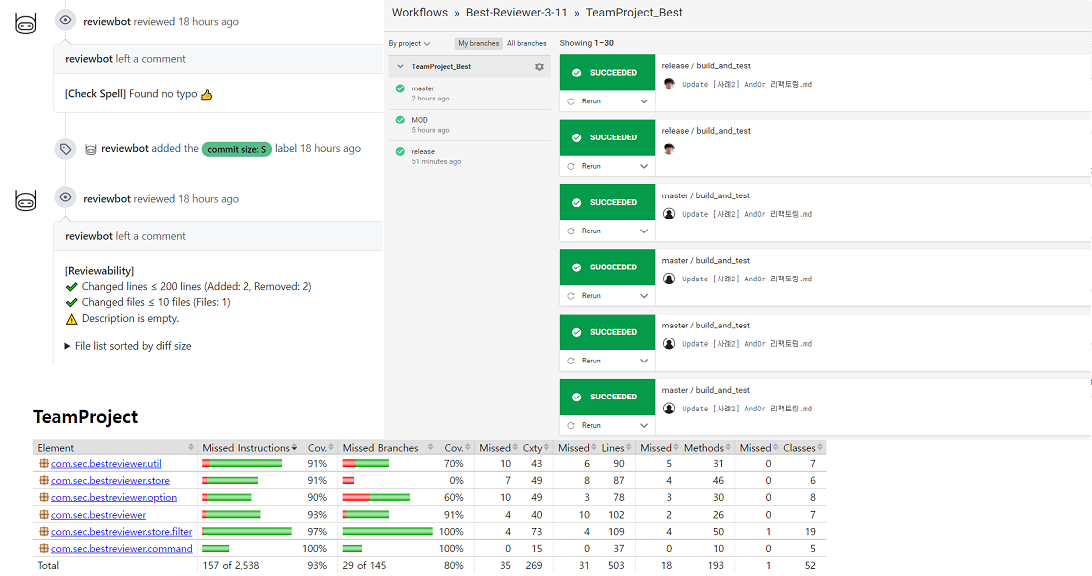 reviewbot reviewed 18 hours ago
reviewbot left a comment
[Check Spell] Found no typo 👍
reviewbot added the commit size: S label 18 hours ago
reviewbot reviewed 18 hours ago
reviewbot left a comment
[Reviewability]
✔ Changed lines ≤ 200 lines (Added: 2, Removed: 2)
✔ Changed files ≤ 10 files (Files: 1)
⚠ Description is empty.
▶ File list sorted by diff size
Workflows » Best-Reviewer-3-11 » TeamProject_Best
By project My branches All branches
TeamProject_Best
master
2 hours ago
MOD
5 hours ago
release
51 minutes ago
Showing 1–30
SUCCEEDED release / build_and_test
Update [사례2] AndOr 리팩토링.md
Rerun
SUCCEEDED release / build_and_test
Rerun
SUCCEEDED master / build_and_test
Update [사례2] AndOr 리팩토링.md
Rerun
SUCCEEDED master / build_and_test
Update [사례2] AndOr 리팩토링.md
Rerun
SUCCEEDED master / build_and_test
Update [사례2] AndOr 리팩토링.md
Rerun
SUCCEEDED master / build_and_test
Update [사례2] AndOr 리팩토링.md
Rerun
TeamProject
Element Missed Instructions Cov. Missed Branches Cov. Missed Cxty Missed Lines Missed Methods Missed Classes
com.sec.bestreviewer.util 91% 70% 10 43 6 90 5 31 0 7
com.sec.bestreviewer.store 91% 0% 7 49 8 87 4 46 0 6
com.sec.bestreviewer.option 90% 60% 10 49 3 78 3 30 0 8
com.sec.bestreviewer 93% 91% 4 40 10 102 2 26 0 7
com.sec.bestreviewer.store.filter 97% 100% 4 73 4 109 4 50 1 19
com.sec.bestreviewer.command 100% 100% 0 15 0 37 0 10 0 5
Total 157 of 2,538 93% 29 of 145 80% 35 269 31 503 18 193 1 52